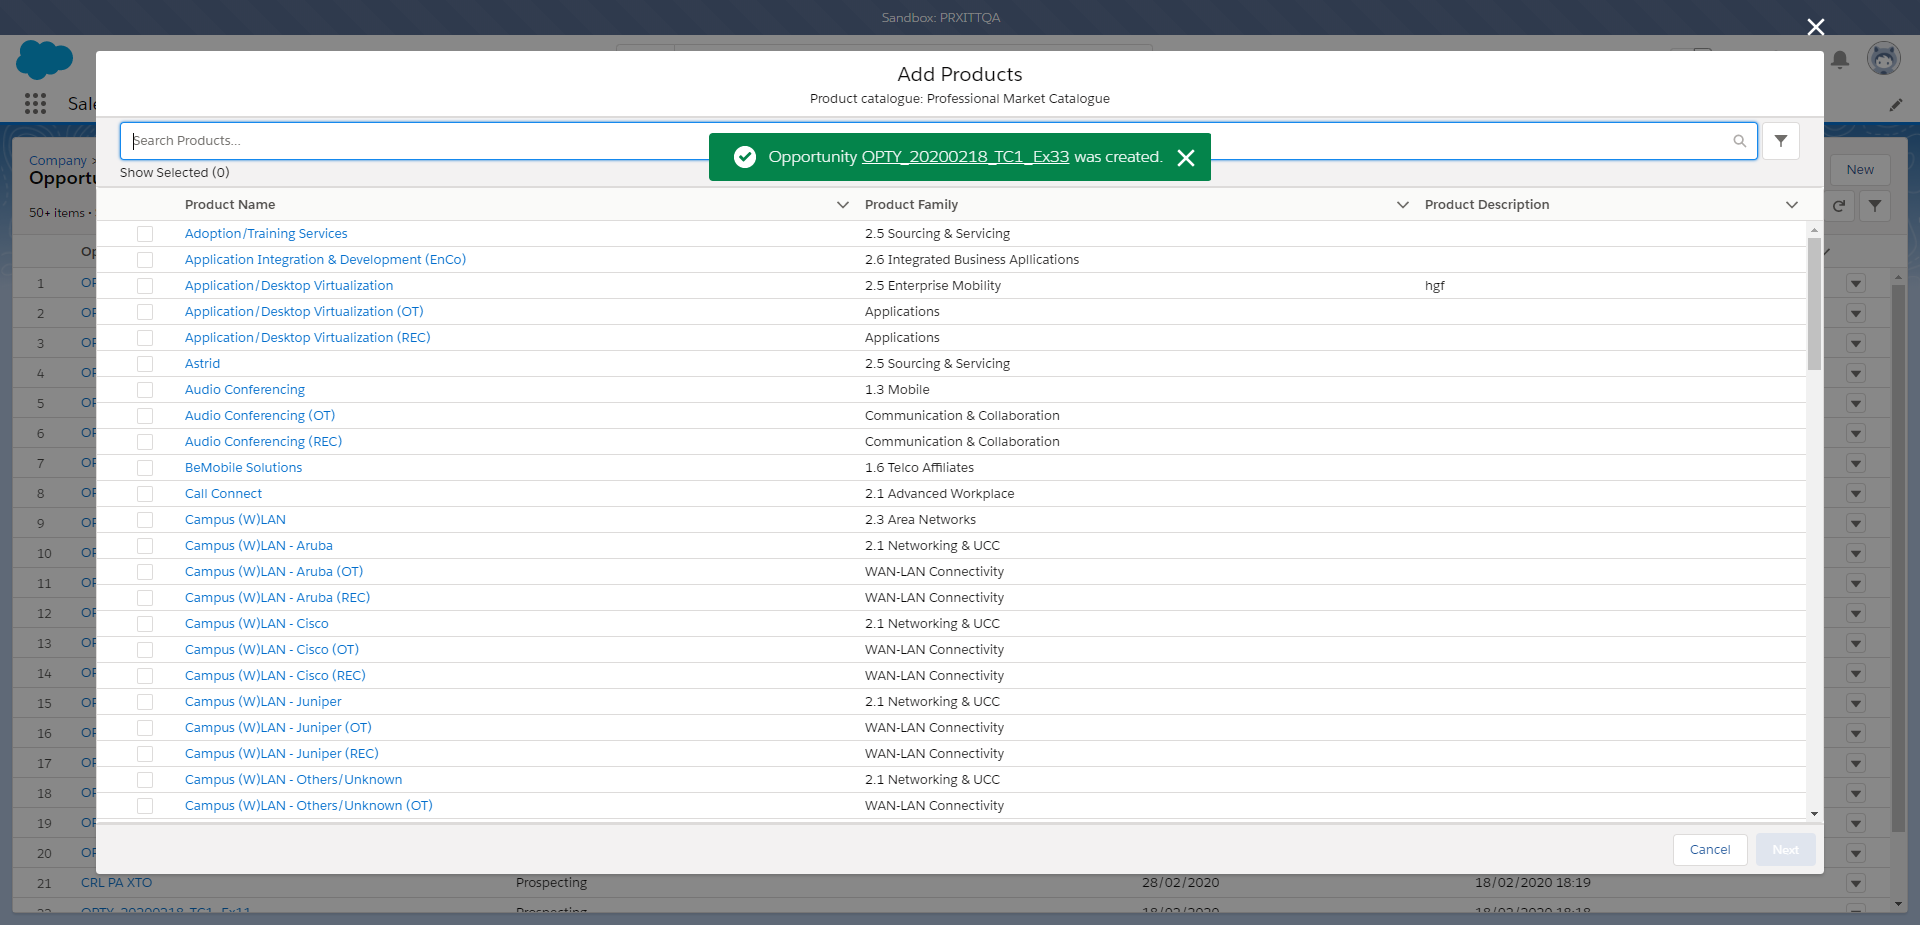 Sandbox: PRXITTQA
Add Products
Product catalogue: Professional Market Catalogue
Search Products...
Opportunity OPTY_20200218_TC1_Ex33 was created.
Show Selected (0)
Company >
New
50+ items •
Product Name Product Family Product Description
Adoption/Training Services 2.5 Sourcing & Servicing
Application Integration & Development (EnCo) 2.6 Integrated Business Apllications
Application/Desktop Virtualization 2.5 Enterprise Mobility hgf
Application/Desktop Virtualization (OT) Applications
Application/Desktop Virtualization (REC) Applications
Astrid 2.5 Sourcing & Servicing
Audio Conferencing 1.3 Mobile
Audio Conferencing (OT) Communication & Collaboration
Audio Conferencing (REC) Communication & Collaboration
BeMobile Solutions 1.6 Telco Affiliates
Call Connect 2.1 Advanced Workplace
Campus (W)LAN 2.3 Area Networks
Campus (W)LAN - Aruba 2.1 Networking & UCC
Campus (W)LAN - Aruba (OT) WAN-LAN Connectivity
Campus (W)LAN - Aruba (REC) WAN-LAN Connectivity
Campus (W)LAN - Cisco 2.1 Networking & UCC
Campus (W)LAN - Cisco (OT) WAN-LAN Connectivity
Campus (W)LAN - Cisco (REC) WAN-LAN Connectivity
Campus (W)LAN - Juniper 2.1 Networking & UCC
Campus (W)LAN - Juniper (OT) WAN-LAN Connectivity
Campus (W)LAN - Juniper (REC) WAN-LAN Connectivity
Campus (W)LAN - Others/Unknown 2.1 Networking & UCC
Campus (W)LAN - Others/Unknown (OT) WAN-LAN Connectivity
1
2
3
4
5
6
7
8
9
10
11
12
13
14
15
16
17
18
19
20
Cancel Next
21 CRL PA XTO Prospecting 28/02/2020 18/02/2020 18:19
22 OPTY_20200218_TC1_Ex11 Prospecting 18/02/2020 18/02/2020 18:18